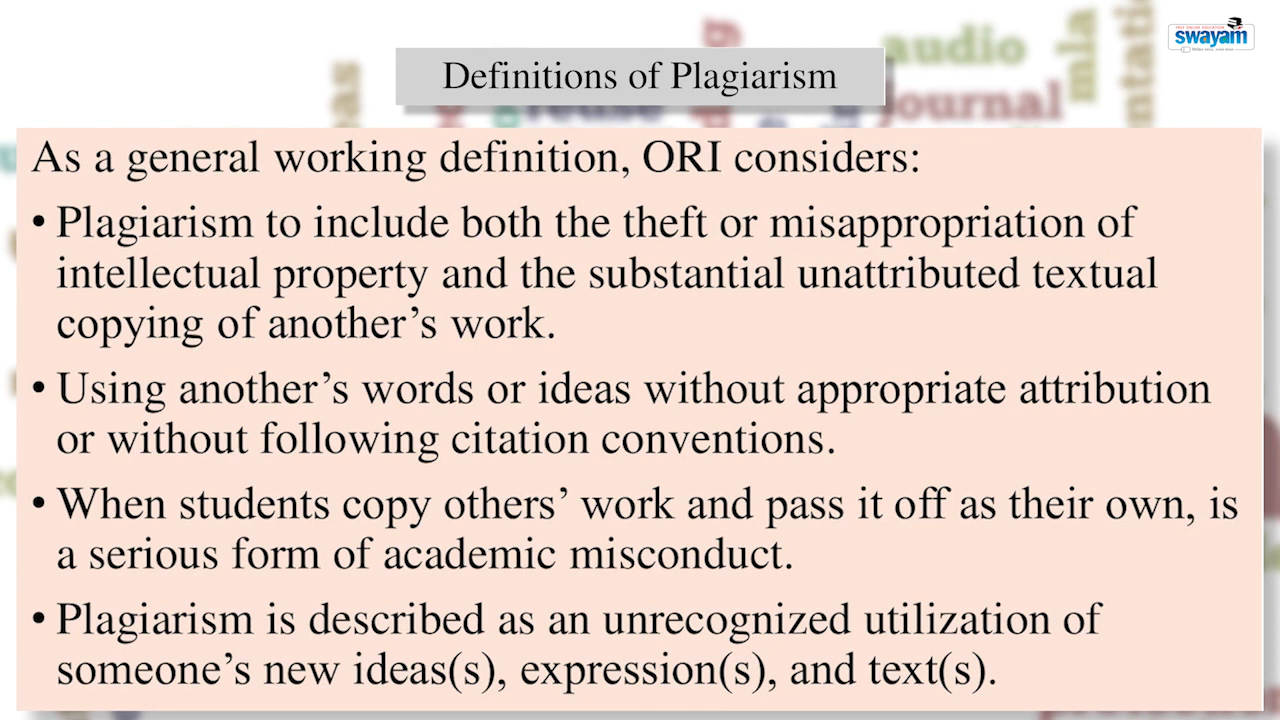 swayam
Definitions of Plagiarism
audio
mla
journal
reuse
As a general working definition, ORI considers:
• Plagiarism to include both the theft or misappropriation of
intellectual property and the substantial unattributed textual
copying of another’s work.
• Using another’s words or ideas without appropriate attribution
or without following citation conventions.
• When students copy others’ work and pass it off as their own, is
a serious form of academic misconduct.
• Plagiarism is described as an unrecognized utilization of
someone’s new ideas(s), expression(s), and text(s).